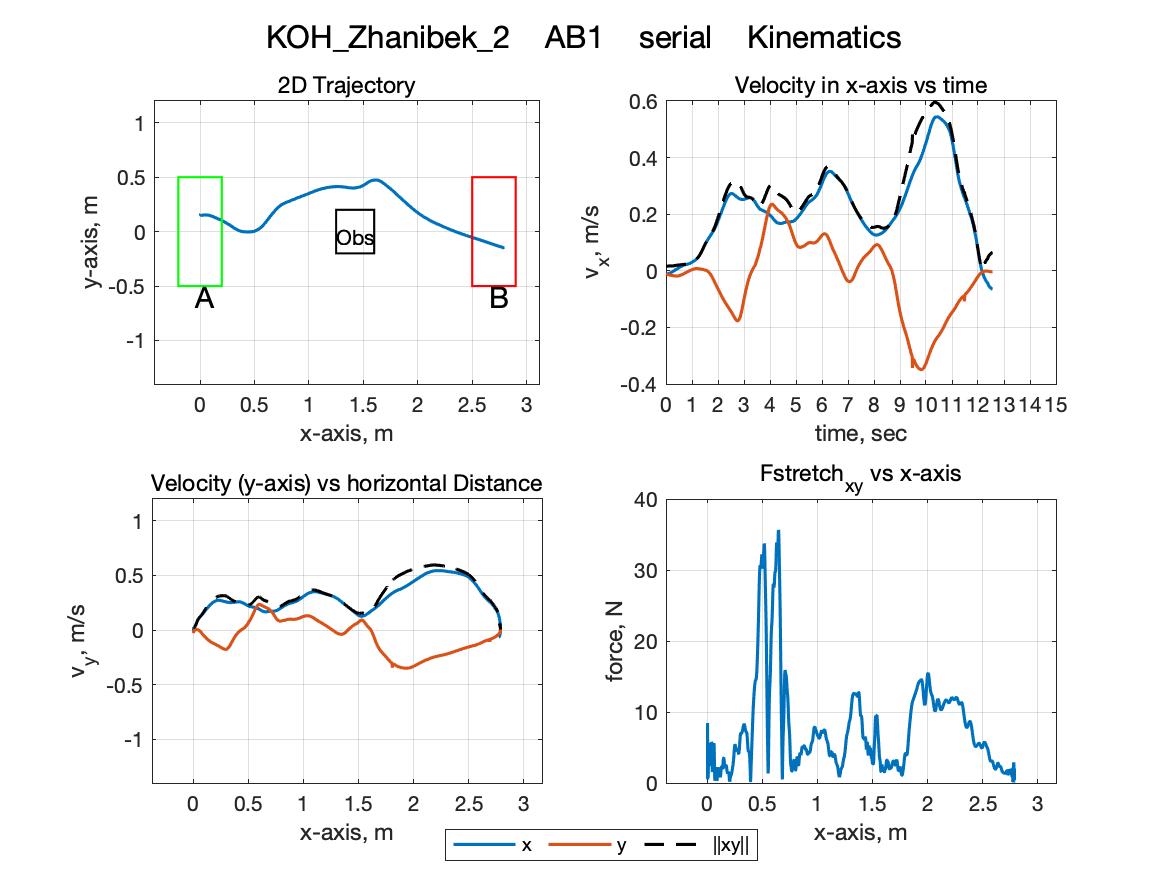 KOH_Zhanibek_2 AB1 serial Kinematics
2D Trajectory
1
0.5
0
-0.5
-1
y-axis, m
Obs
A
B
0 0.5 1 1.5 2 2.5 3
x-axis, m
Velocity in x-axis vs time
0.6
0.4
0.2
0
-0.2
-0.4
v_x, m/s
0 1 2 3 4 5 6 7 8 9 10 11 12 13 14 15
time, sec
Velocity (y-axis) vs horizontal Distance
1
0.5
0
-0.5
-1
v_y, m/s
0 0.5 1 1.5 2 2.5 3
x-axis, m
Fstretch_xy vs x-axis
40
30
20
10
0
force, N
0 0.5 1 1.5 2 2.5 3
x-axis, m
x y ||xy||